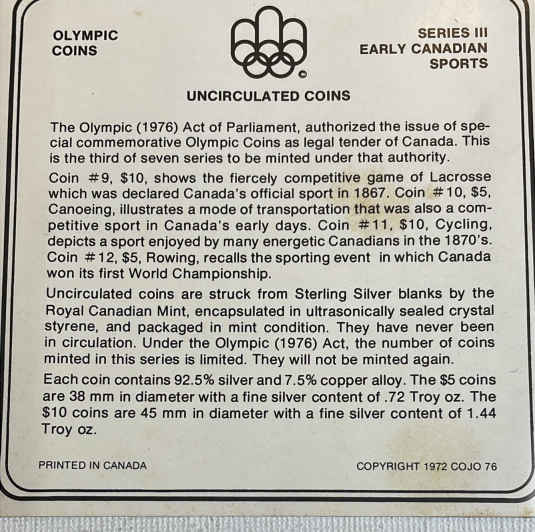 OLYMPIC
COINS
SERIES III
EARLY CANADIAN
SPORTS
©
UNCIRCULATED COINS
The Olympic (1976) Act of Parliament, authorized the issue of spe-
cial commemorative Olympic Coins as legal tender of Canada. This
is the third of seven series to be minted under that authority.
Coin #9, $10, shows the fiercely competitive game of Lacrosse
which was declared Canada's official sport in 1867. Coin #10, $5,
Canoeing, illustrates a mode of transportation that was also a com-
petitive sport in Canada's early days. Coin #11, $10, Cycling,
depicts a sport enjoyed by many energetic Canadians in the 1870's.
Coin #12, $5, Rowing, recalls the sporting event in which Canada
won its first World Championship.
Uncirculated coins are struck from Sterling Silver blanks by the
Royal Canadian Mint, encapsulated in ultrasonically sealed crystal
styrene, and packaged in mint condition. They have never been
in circulation. Under the Olympic (1976) Act, the number of coins
minted in this series is limited. They will not be minted again.
Each coin contains 92.5% silver and 7.5% copper alloy. The $5 coins
are 38 mm in diameter with a fine silver content of .72 Troy oz. The
$10 coins are 45 mm in diameter with a fine silver content of 1.44
Troy oz.
PRINTED IN CANADA
COPYRIGHT 1972 COJO 76